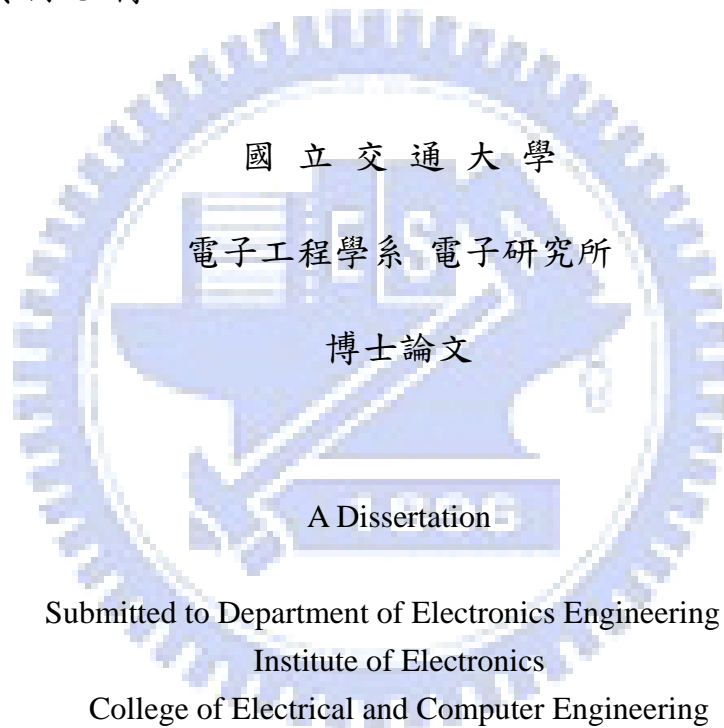 國 立 交 通 大 學
電子工程學系 電子研究所
博士論文
A Dissertation
Submitted to Department of Electronics Engineering
Institute of Electronics
College of Electrical and Computer Engineering